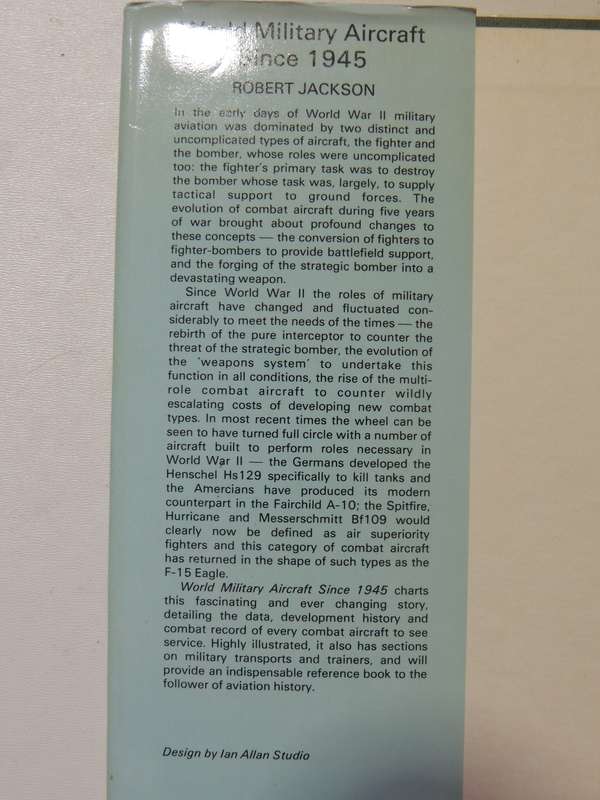 World Military Aircraft
Since 1945
ROBERT JACKSON
In the early days of World War II military
aviation was dominated by two distinct and
uncomplicated types of aircraft, the fighter and
the bomber, whose roles were uncomplicated
too: the fighter's primary task was to destroy
the bomber whose task was, largely, to supply
tactical support to ground forces. The
evolution of combat aircraft during five years
of war brought about profound changes to
these concepts — the conversion of fighters to
fighter-bombers to provide battlefield support,
and the forging of the strategic bomber into a
devastating weapon.
Since World War II the roles of military
aircraft have changed and fluctuated con-
siderably to meet the needs of the times — the
rebirth of the pure interceptor to counter the
threat of the strategic bomber, the evolution of
the 'weapons system' to undertake this
function in all conditions, the rise of the multi-
role combat aircraft to counter wildly
escalating costs of developing new combat
types. In most recent times the wheel can be
seen to have turned full circle with a number of
aircraft built to perform roles necessary in
World War II — the Germans developed the
Henschel Hs129 specifically to kill tanks and
the Amercians have produced its modern
counterpart in the Fairchild A-10; the Spitfire,
Hurricane and Messerschmitt Bf109 would
clearly now be defined as air superiority
fighters and this category of combat aircraft
has returned in the shape of such types as the
F-15 Eagle.
World Military Aircraft Since 1945 charts
this fascinating and ever changing story,
detailing the data, development history and
combat record of every combat aircraft to see
service. Highly illustrated, it also has sections
on military transports and trainers, and will
provide an indispensable reference book to the
follower of aviation history.
Design by Ian Allan Studio